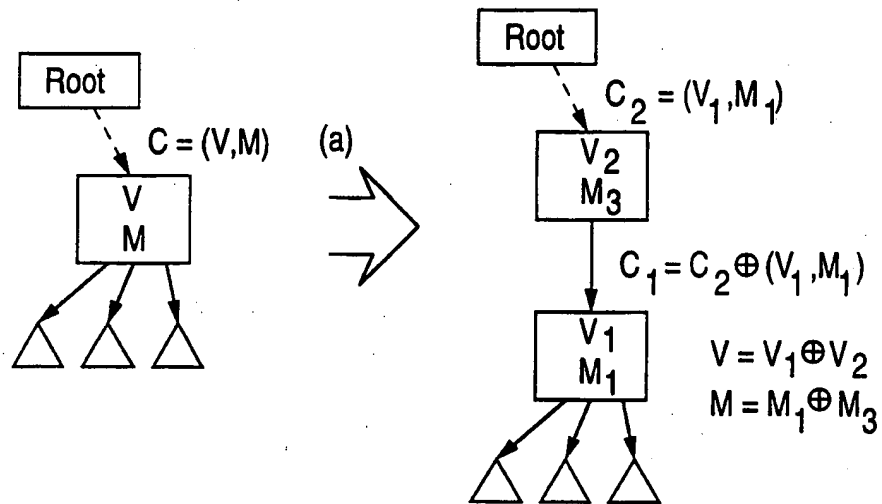 Root
C = (V,M)
V
M
(a)
Root
C₂ = (V₁,M₁)
V₂
M₃
C₁ = C₂ ⊕ (V₁,M₁)
V₁
M₁
V = V₁ ⊕ V₂
M = M₁ ⊕ M₃